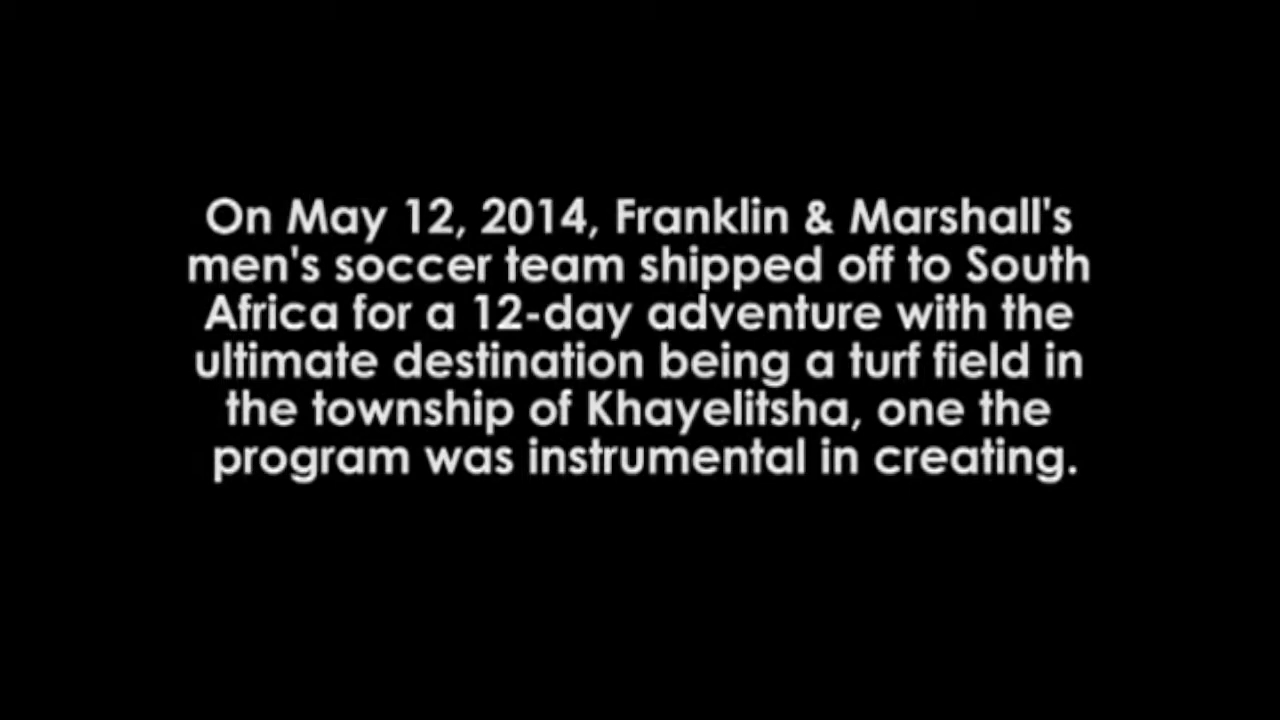 On May 12, 2014, Franklin & Marshall's
men's soccer team shipped off to South
Africa for a 12-day adventure with the
ultimate destination being a turf field in
the township of Khayelitsha, one the
program was instrumental in creating.